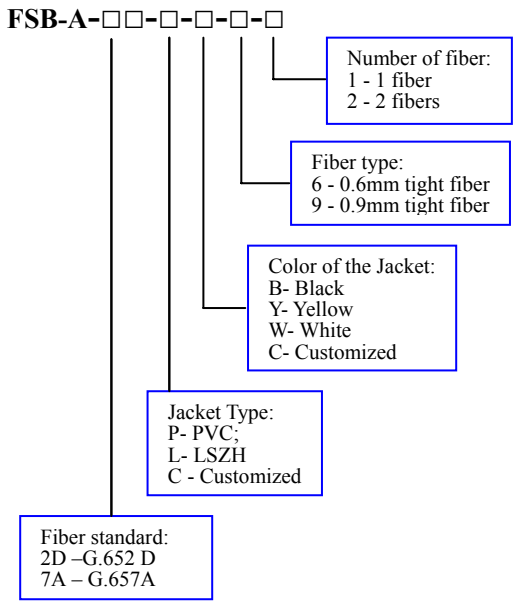 FSB-A-□□-□-□-□-□
Number of fiber:
1 - 1 fiber
2 - 2 fibers
Fiber type:
6 - 0.6mm tight fiber
9 - 0.9mm tight fiber
Color of the Jacket:
B- Black
Y- Yellow
W- White
C- Customized
Jacket Type:
P- PVC;
L- LSZH
C - Customized
Fiber standard:
2D –G.652 D
7A – G.657A